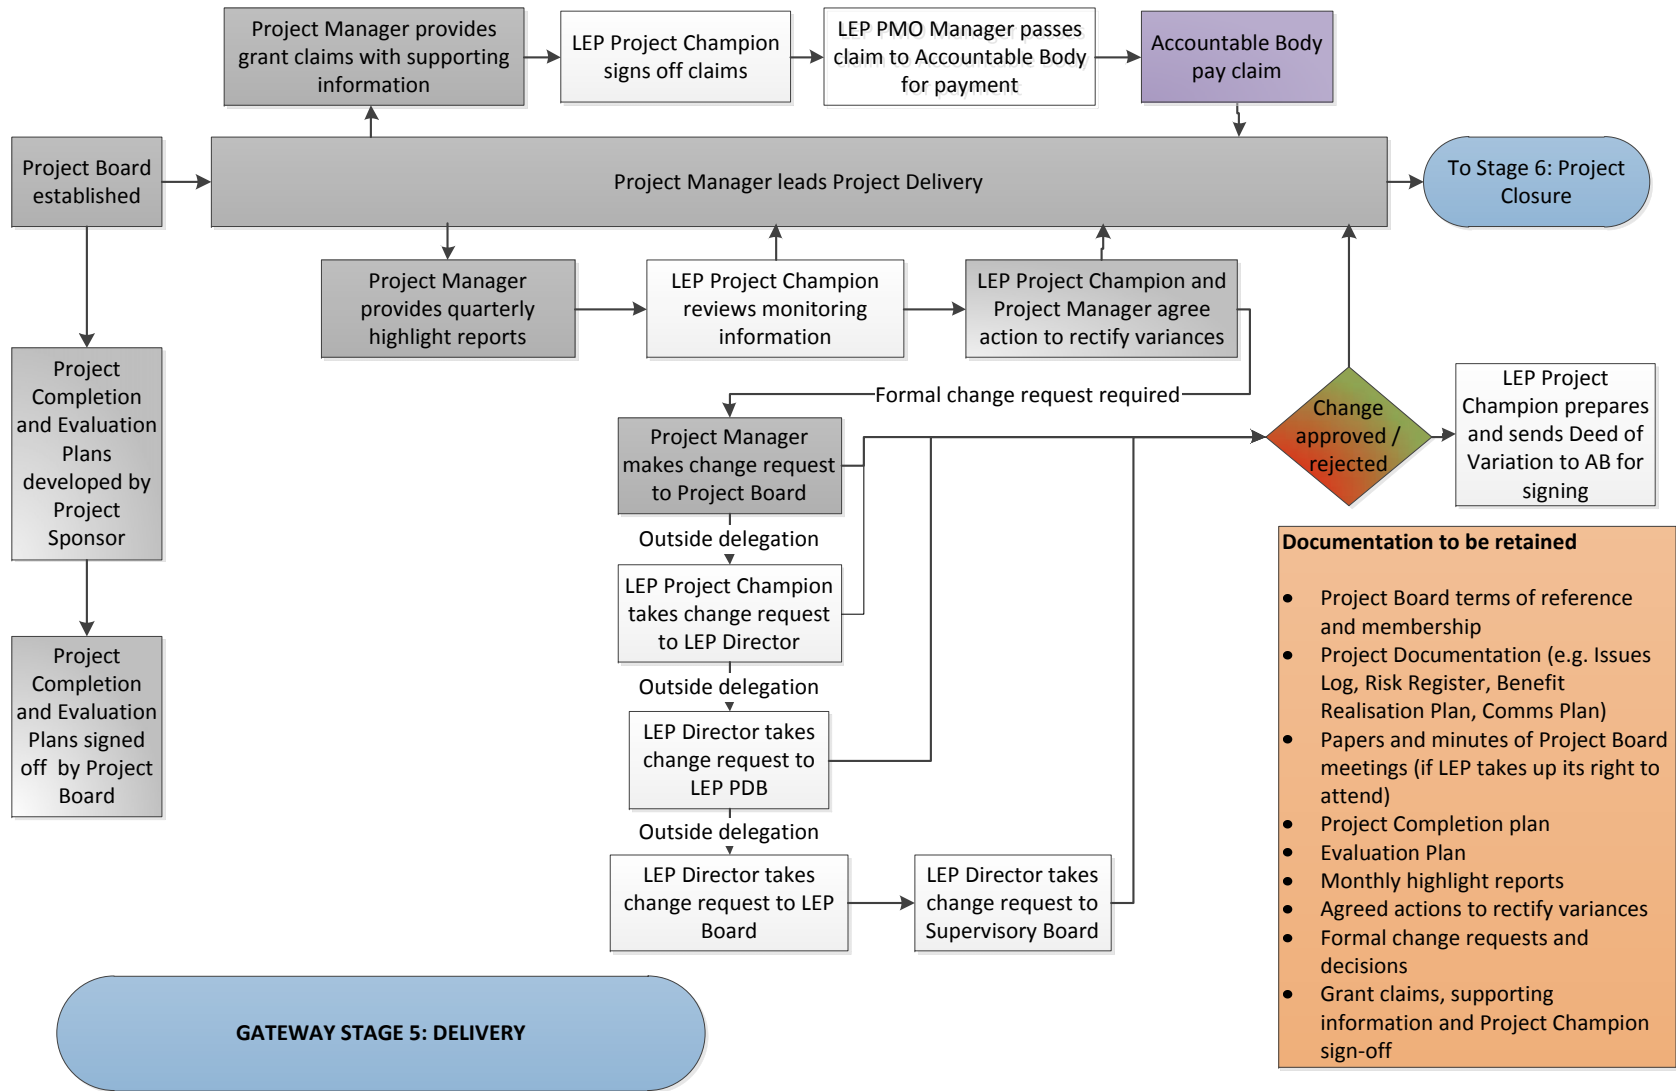 Project Manager provides
grant claims with supporting
information
LEP Project Champion
signs off claims
LEP PMO Manager passes
claim to Accountable Body
for payment
Accountable Body
pay claim
Project Board
established
Project Manager leads Project Delivery
To Stage 6: Project
Closure
Project Manager
provides quarterly
highlight reports
LEP Project Champion
reviews monitoring
information
LEP Project Champion and
Project Manager agree
action to rectify variances
Project
Completion
and Evaluation
Plans
developed by
Project
Sponsor
Formal change request required
Project Manager
makes change request
to Project Board
Change
approved /
rejected
LEP Project
Champion prepares
and sends Deed of
Variation to AB for
signing
Outside delegation
LEP Project Champion
takes change request
to LEP Director
Project
Completion
and Evaluation
Plans signed
off by Project
Board
Outside delegation
LEP Director takes
change request to
LEP PDB
Outside delegation
LEP Director takes
change request to LEP
Board
LEP Director takes
change request to
Supervisory Board
Documentation to be retained
• Project Board terms of reference
and membership
• Project Documentation (e.g. Issues
Log, Risk Register, Benefit
Realisation Plan, Comms Plan)
• Papers and minutes of Project Board
meetings (if LEP takes up its right to
attend)
• Project Completion plan
• Evaluation Plan
• Monthly highlight reports
• Agreed actions to rectify variances
• Formal change requests and
decisions
• Grant claims, supporting
information and Project Champion
sign-off
GATEWAY STAGE 5: DELIVERY